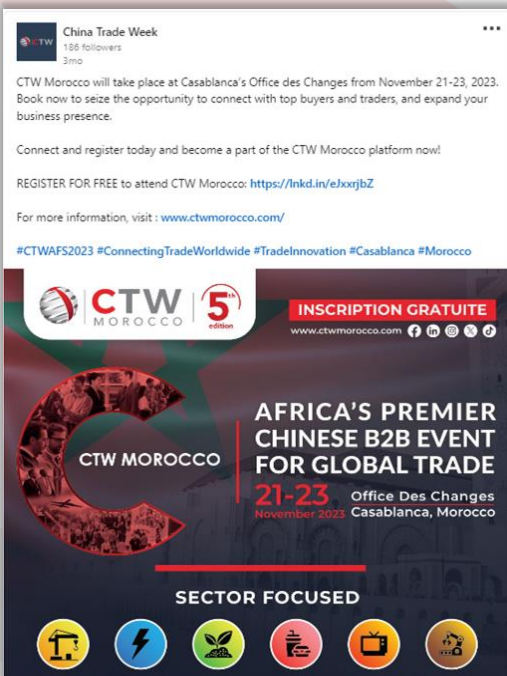 CTW
China Trade Week
186 followers
3mo
CTW Morocco will take place at Casablanca's Office des Changes from November 21-23, 2023.
Book now to seize the opportunity to connect with top buyers and traders, and expand your
business presence.
Connect and register today and become a part of the CTW Morocco platform now!
REGISTER FOR FREE to attend CTW Morocco: https://lnkd.in/eJxxrjbZ
For more information, visit : www.ctwmorocco.com/
#CTWAFS2023 #ConnectingTradeWorldwide #TradeInnovation #Casablanca #Morocco
CTW
MOROCCO
5th
edition
INSCRIPTION GRATUITE
www.ctwmorocco.com
CTW MOROCCO
AFRICA'S PREMIER
CHINESE B2B EVENT
FOR GLOBAL TRADE
21-23
November 2023
Office Des Changes
Casablanca, Morocco
SECTOR FOCUSED